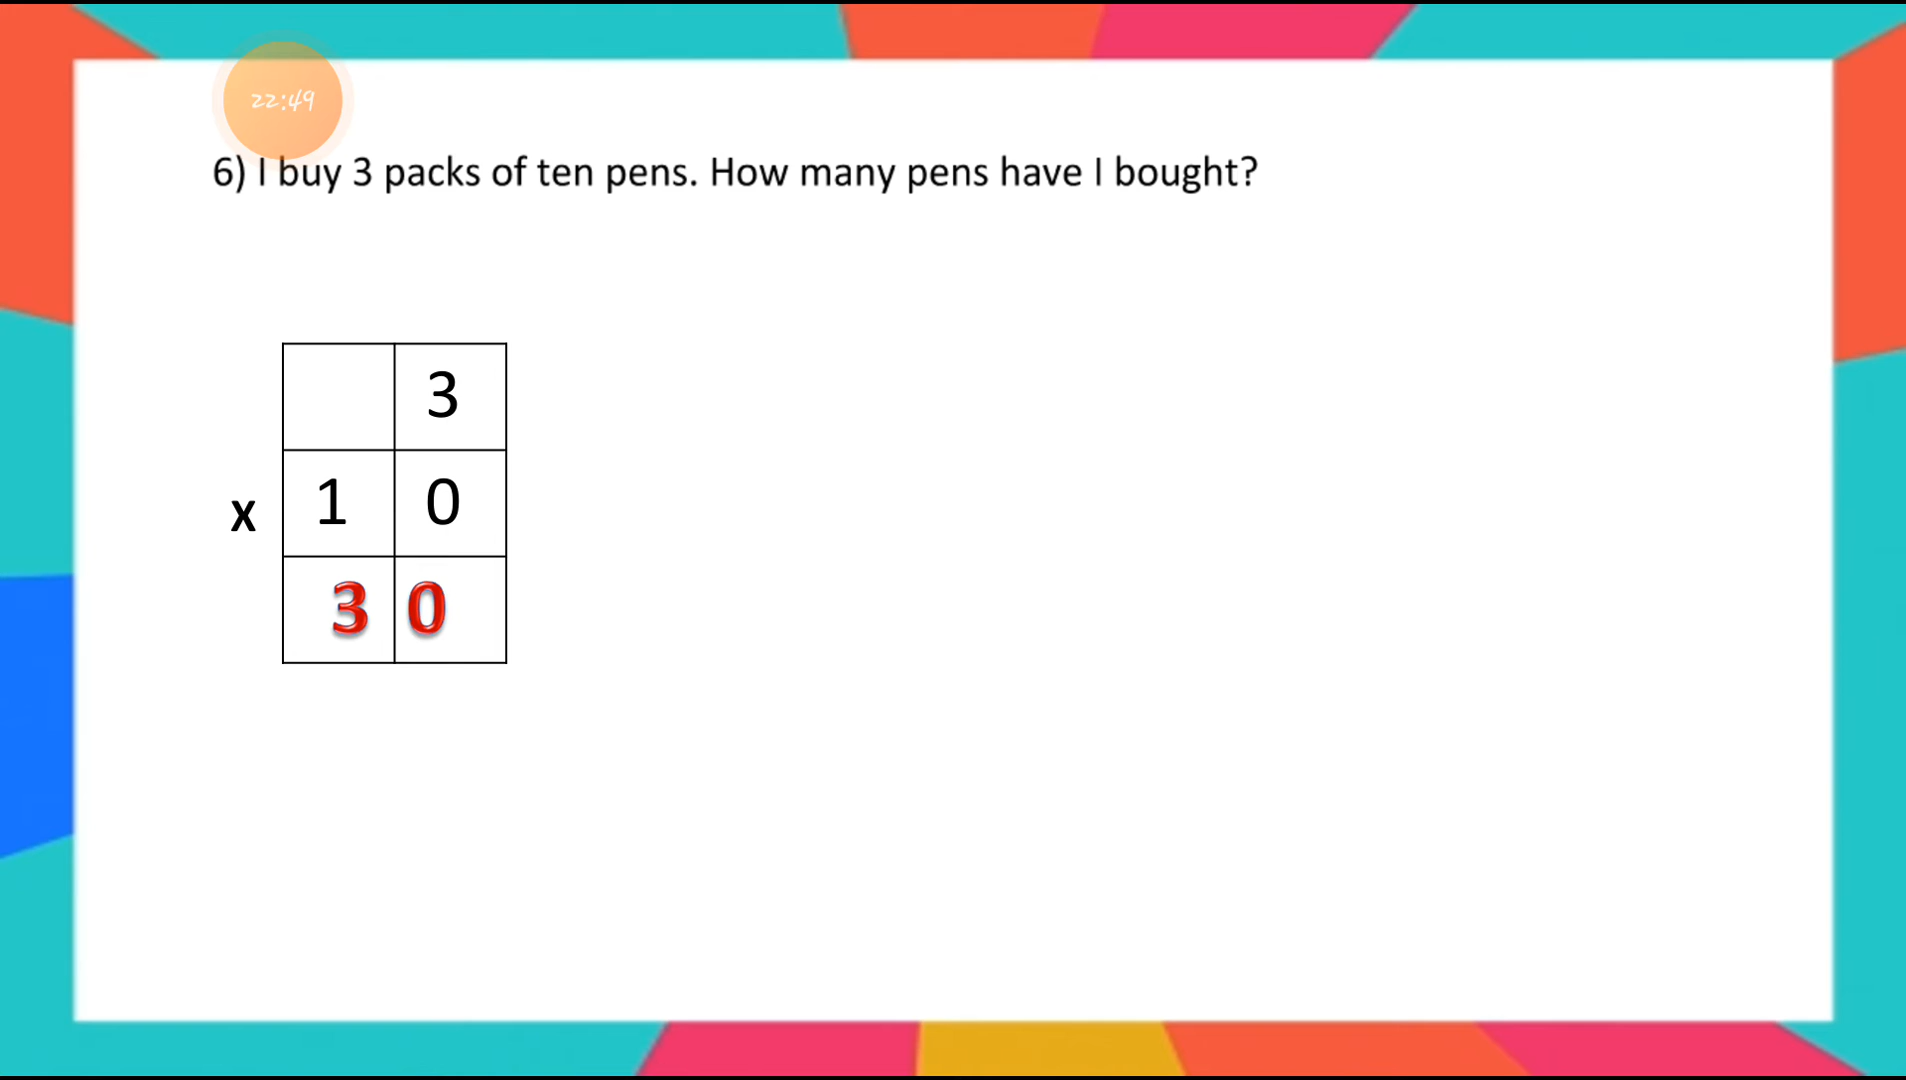 22:49
6) I buy 3 packs of ten pens. How many pens have I bought?
3
x 1 0
3 0